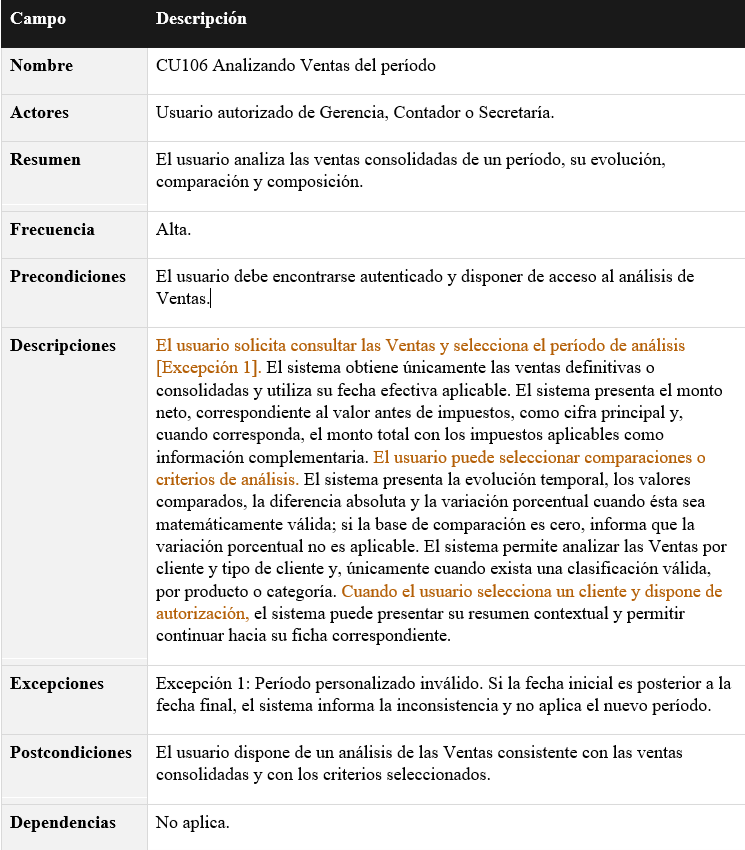 Campo Descripción
Nombre CU106 Analizando Ventas del período
Actores Usuario autorizado de Gerencia, Contador o Secretaría.
Resumen El usuario analiza las ventas consolidadas de un período, su evolución,
comparación y composición.
Frecuencia Alta.
Precondiciones El usuario debe encontrarse autenticado y disponer de acceso al análisis de
Ventas.
Descripciones El usuario solicita consultar las Ventas y selecciona el período de análisis
[Excepción 1]. El sistema obtiene únicamente las ventas definitivas o
consolidadas y utiliza su fecha efectiva aplicable. El sistema presenta el monto
neto, correspondiente al valor antes de impuestos, como cifra principal y,
cuando corresponda, el monto total con los impuestos aplicables como
información complementaria. El usuario puede seleccionar comparaciones o
criterios de análisis. El sistema presenta la evolución temporal, los valores
comparados, la diferencia absoluta y la variación porcentual cuando ésta sea
matemáticamente válida; si la base de comparación es cero, informa que la
variación porcentual no es aplicable. El sistema permite analizar las Ventas por
cliente y tipo de cliente y, únicamente cuando exista una clasificación válida,
por producto o categoría. Cuando el usuario selecciona un cliente y dispone de
autorización, el sistema puede presentar su resumen contextual y permitir
continuar hacia su ficha correspondiente.
Excepciones Excepción 1: Período personalizado inválido. Si la fecha inicial es posterior a la
fecha final, el sistema informa la inconsistencia y no aplica el nuevo período.
Postcondiciones El usuario dispone de un análisis de las Ventas consistente con las ventas
consolidadas y con los criterios seleccionados.
Dependencias No aplica.